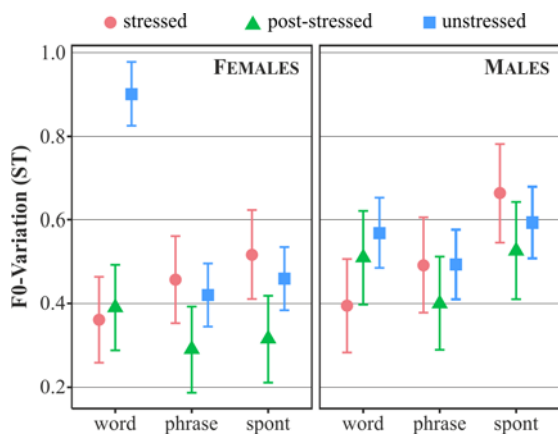 stressed post-stressed unstressed
FEMALES MALES
F0-Variation (ST)
1.0
0.8
0.6
0.4
0.2
word phrase spont word phrase spont